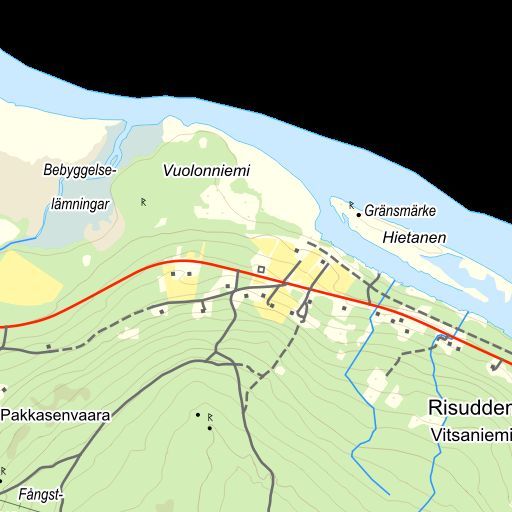 Bebyggelse-
lämningar
Vuolonniemi
R
R
Gränsmärke
Hietanen
Pakkasenvaara
R
R
Risudden
Vitsaniemi
Fångst-